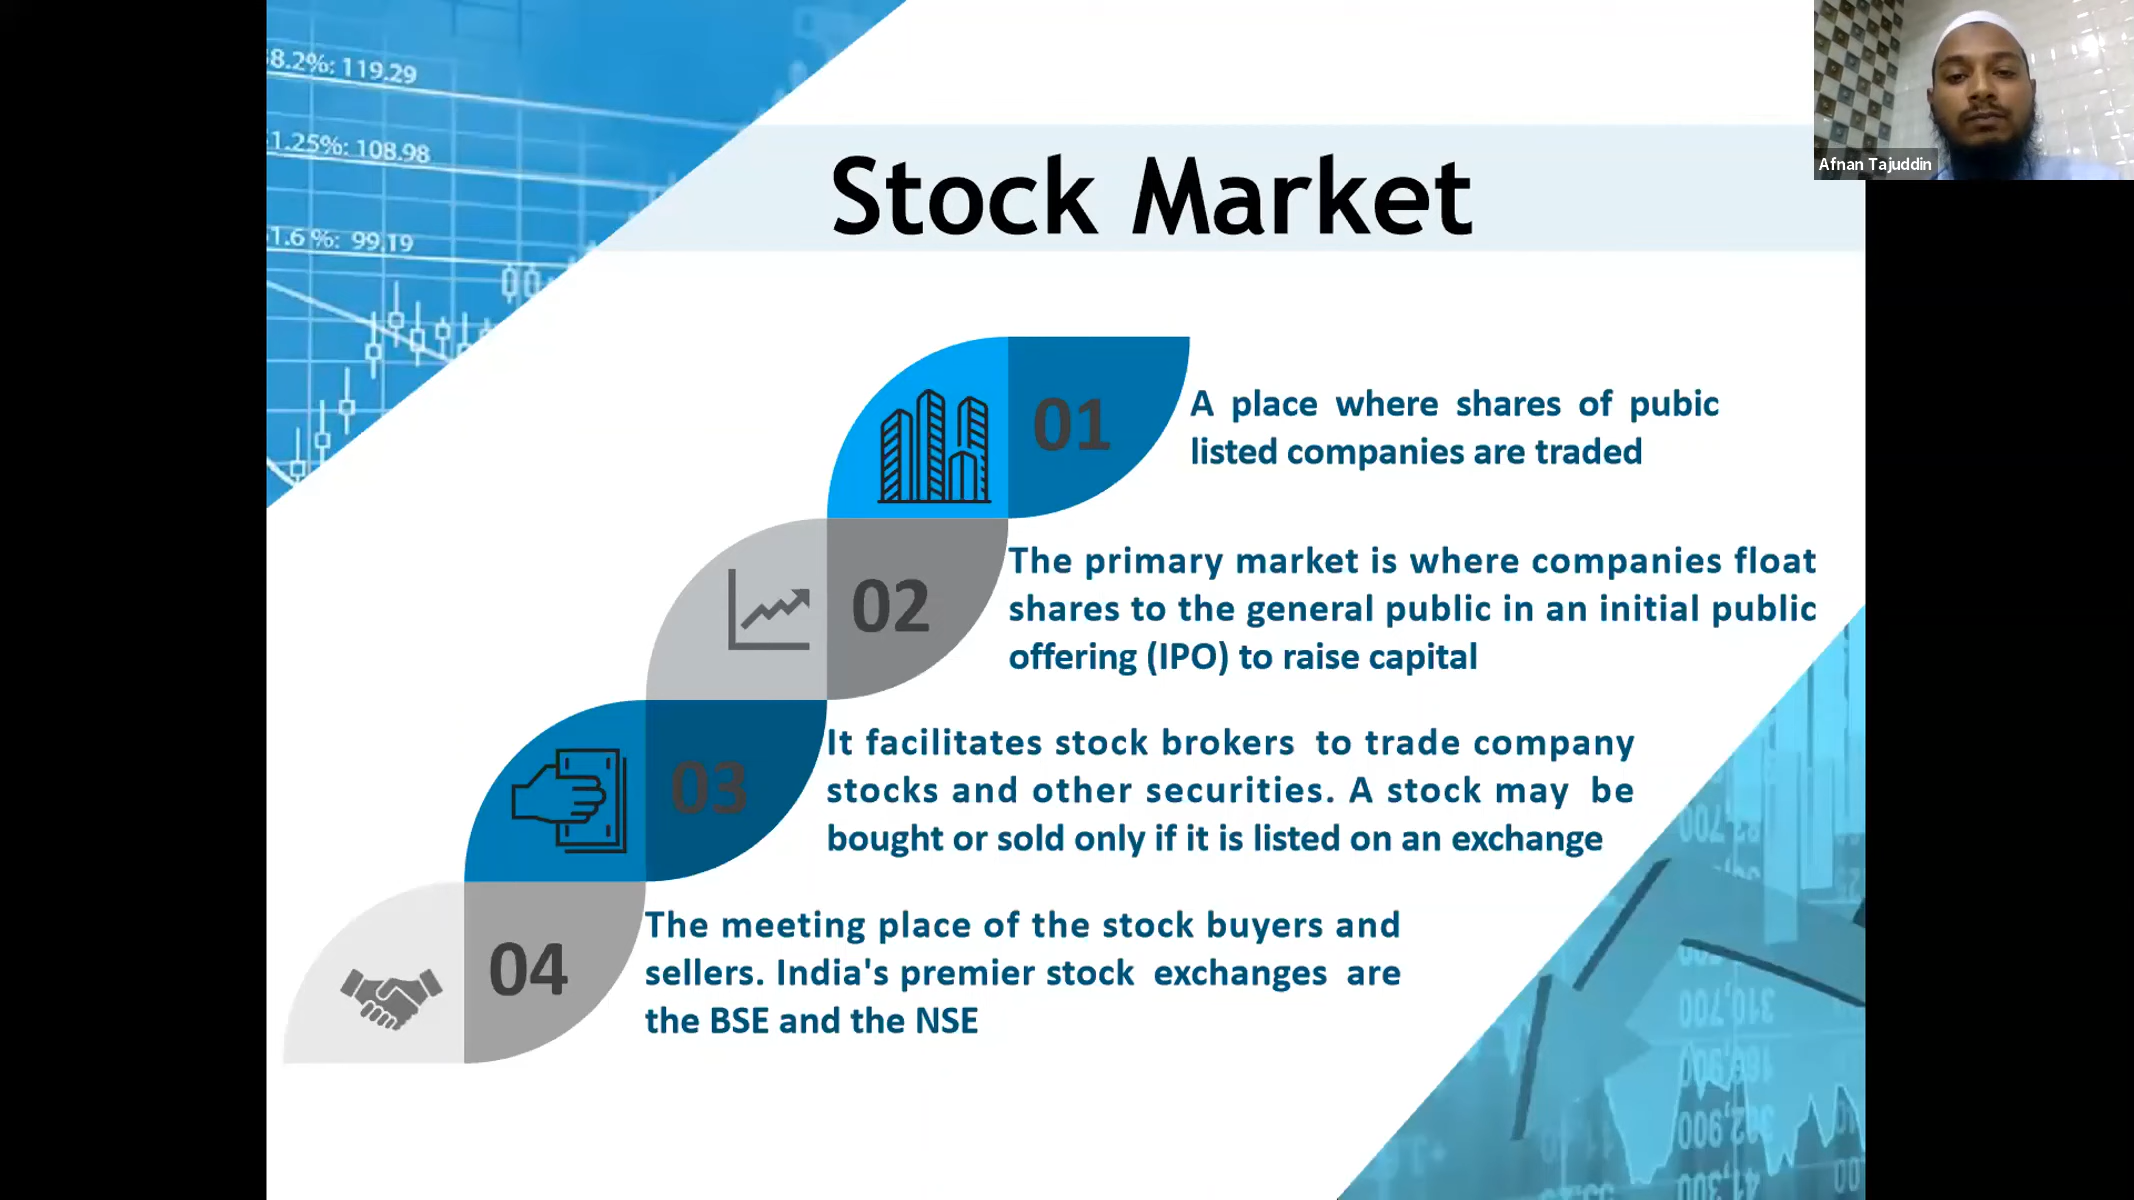 8.2%: 119.29
1.25%: 108.98
1.6 %: 99.19
Afnan Tajuddin
Stock Market
01
A place where shares of pubic
listed companies are traded
02
The primary market is where companies float
shares to the general public in an initial public
offering (IPO) to raise capital
03
It facilitates stock brokers to trade company
stocks and other securities. A stock may be
bought or sold only if it is listed on an exchange
04
The meeting place of the stock buyers and
sellers. India's premier stock exchanges are
the BSE and the NSE